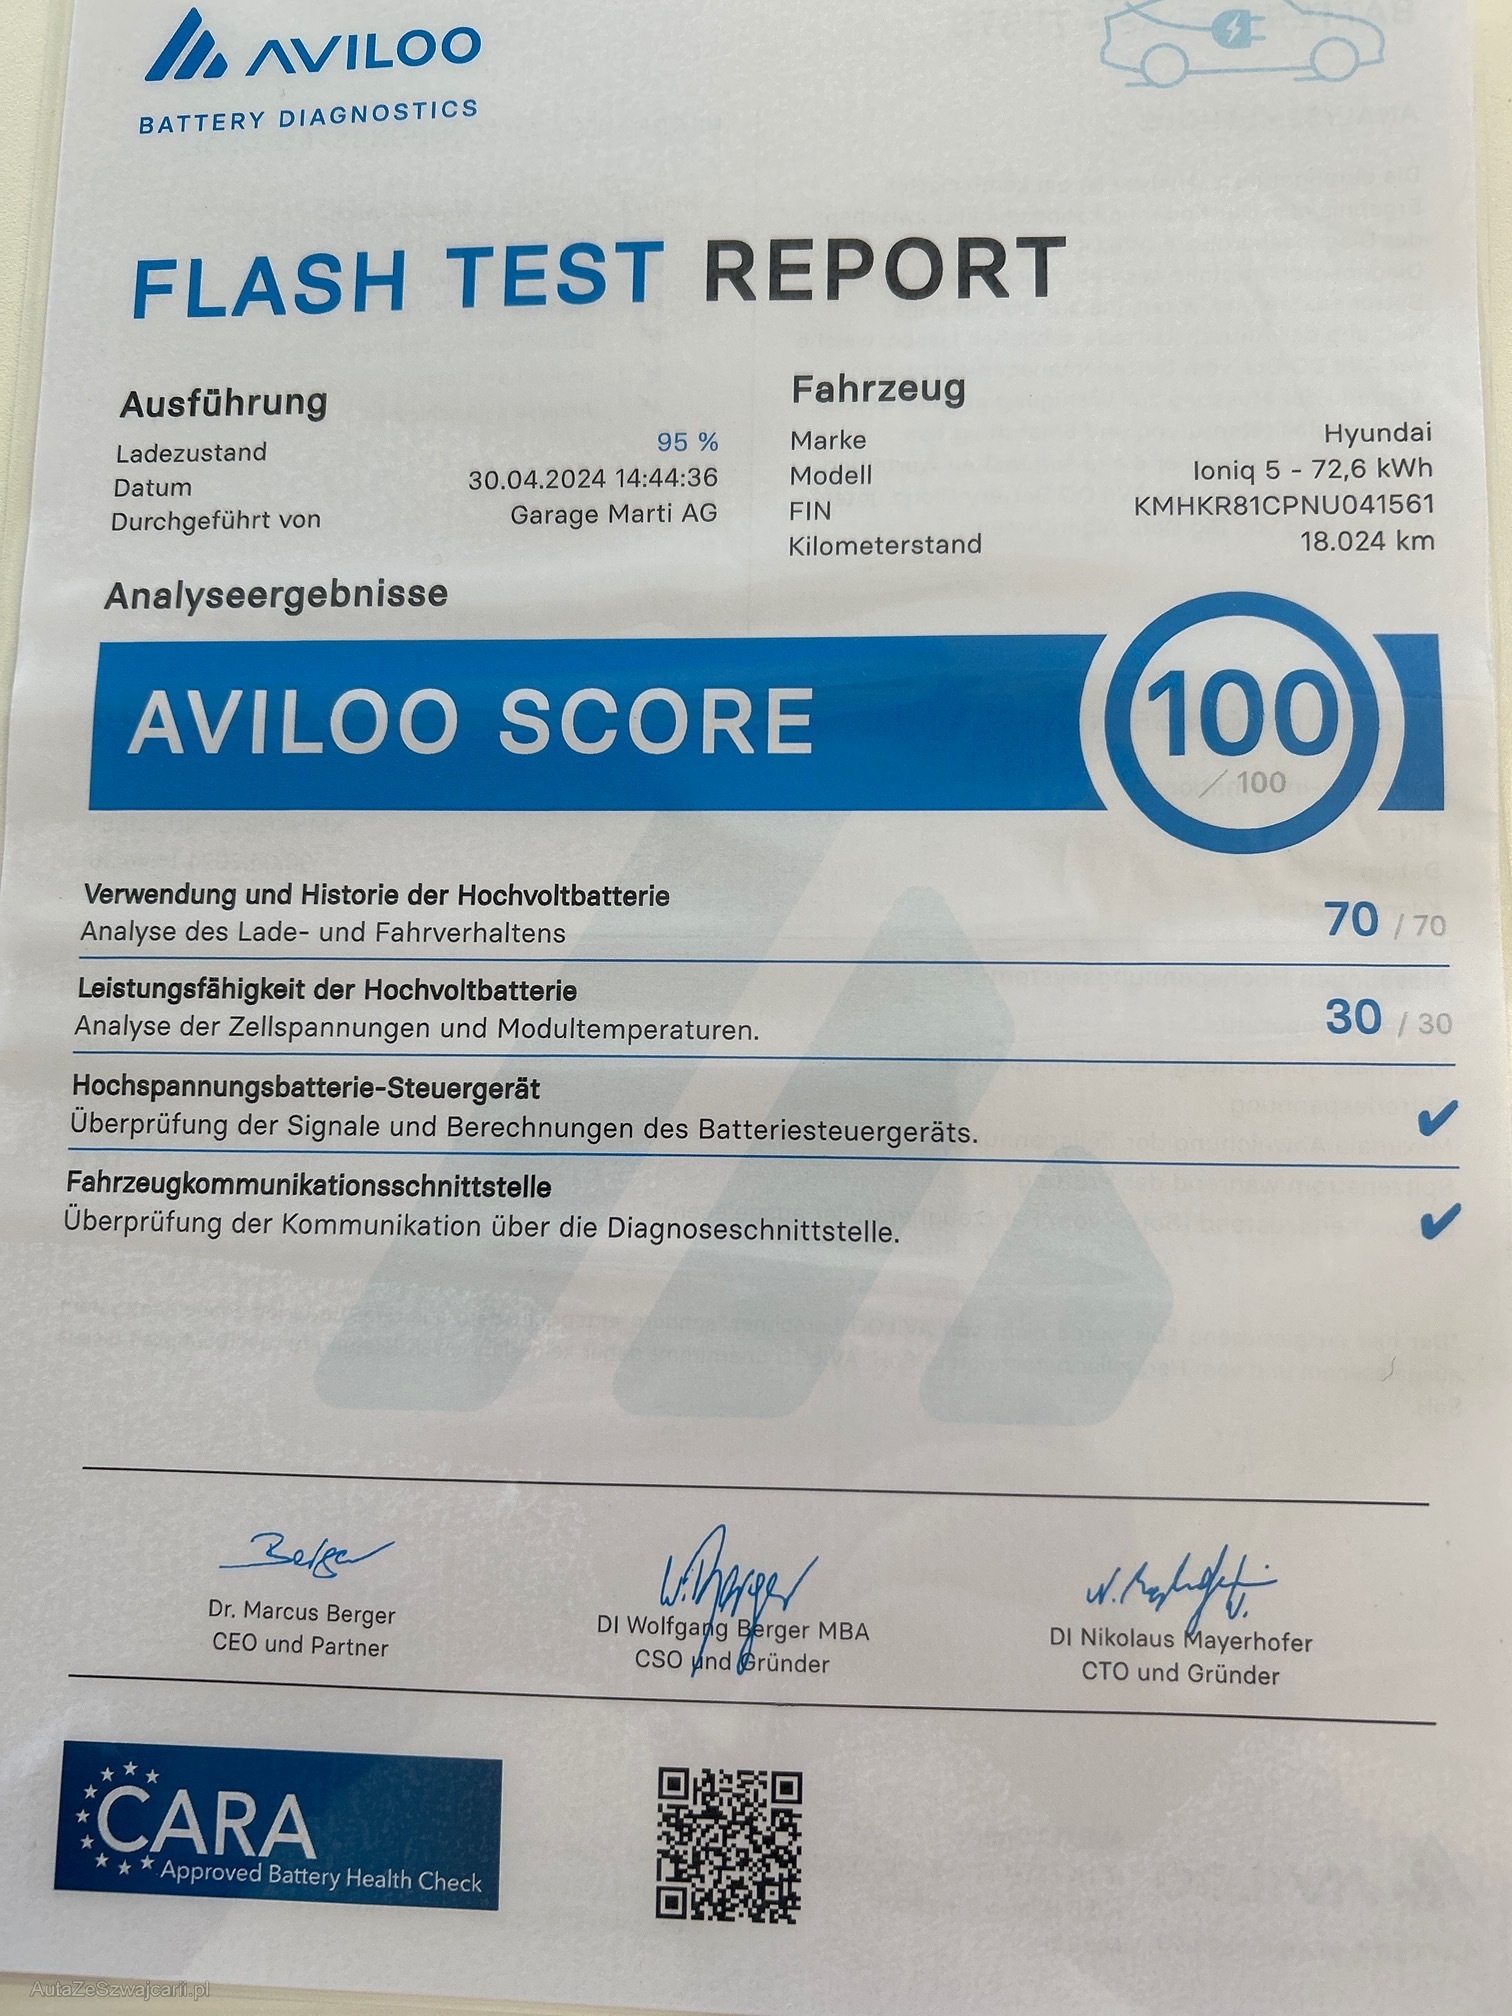 AVILOO
BATTERY DIAGNOSTICS
FLASH TEST REPORT
Ausführung
Ladezustand 95 %
Datum 30.04.2024 14:44:36
Durchgeführt von Garage Marti AG
Fahrzeug
Marke Hyundai
Modell Ioniq 5 - 72,6 kWh
FIN KMHKR81CPNU041561
Kilometerstand 18.024 km
Analyseergebnisse
AVILOO SCORE 100
/ 100
Verwendung und Historie der Hochvoltbatterie
Analyse des Lade- und Fahrverhaltens
70 / 70
Leistungsfähigkeit der Hochvoltbatterie
Analyse der Zellspannungen und Modultemperaturen.
30 / 30
Hochspannungsbatterie-Steuergerät
Überprüfung der Signale und Berechnungen des Batteriesteuergeräts.
Fahrzeugkommunikationsschnittstelle
Überprüfung der Kommunikation über die Diagnoseschnittstelle.
Berger
Dr. Marcus Berger
CEO und Partner
W. Berger
DI Wolfgang Berger MBA
CSO und Gründer
DI Nikolaus Mayerhofer
CTO und Gründer
CARA
Approved Battery Health Check
AutaZeSzwajcarii.pl